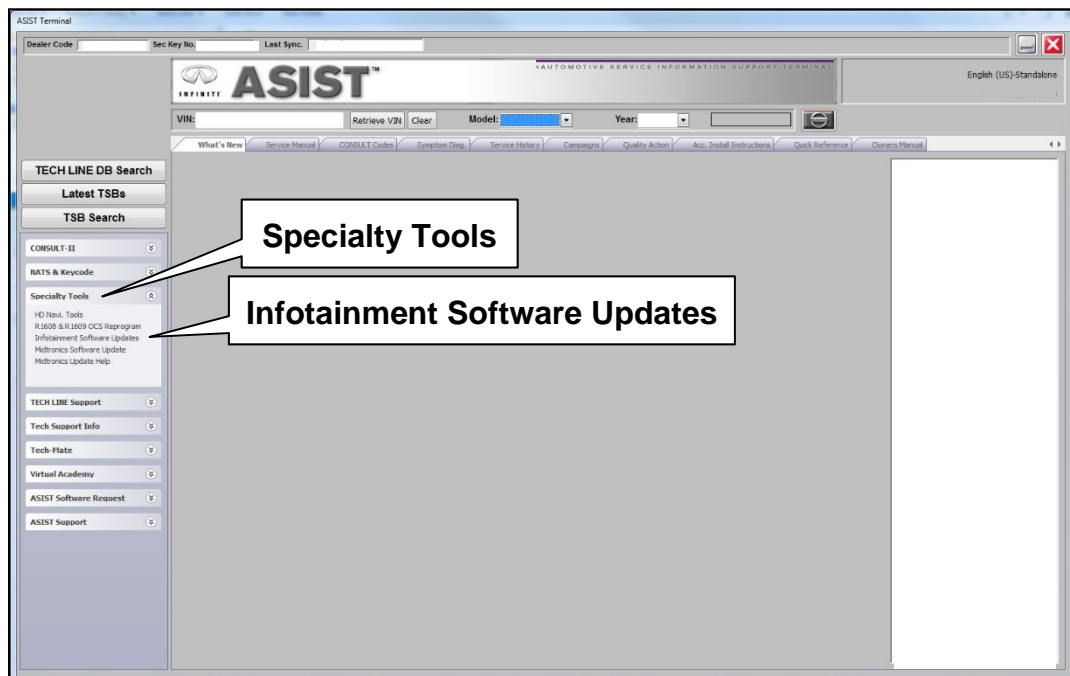 ASIST Terminal
Dealer Code Sec Key No. Last Sync.
INFINITI ASIST™
AUTOMOTIVE SERVICE INFORMATION SUPPORT TERMINAL
English (US)-Standalone
VIN: Retrieve VIN Clear Model: Year:
What's New Service Manual CONSULT Codes Symptom Diag. Service History Campaigns Quality Action Acc. Install Instructions Quick Reference Owners Manual
TECH LINE DB Search
Latest TSBs
TSB Search
CONSULT-II
NATS & Keycode
Specialty Tools
HD Navi. Tools
R1608 & R1609 OCS Reprogram
Infotainment Software Updates
Midtronics Software Update
Midtronics Update Help
TECH LINE Support
Tech Support Info
Tech-Mate
Virtual Academy
ASIST Software Request
ASIST Support
Specialty Tools
Infotainment Software Updates